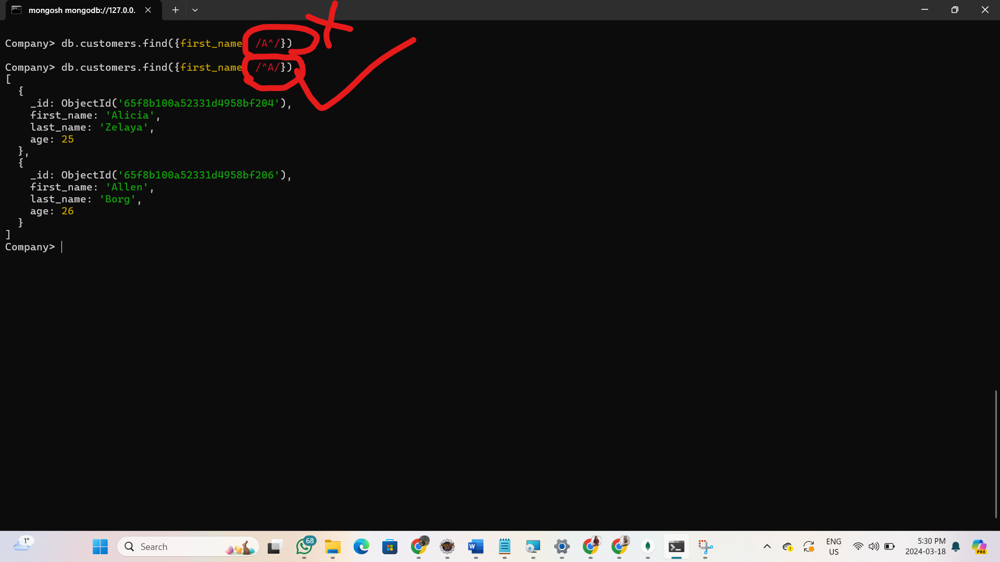 mongosh mongodb://127.0.0.
Company> db.customers.find({first_name /A^/})
Company> db.customers.find({first_name /^A/})
[
  {
    _id: ObjectId('65f8b100a52331d4958bf204'),
    first_name: 'Alicia',
    last_name: 'Zelaya',
    age: 25
  },
  {
    _id: ObjectId('65f8b100a52331d4958bf206'),
    first_name: 'Allen',
    last_name: 'Borg',
    age: 26
  }
]
Company>
1°
Search
68
W
ENG
US
5:30 PM
2024-03-18
PRE